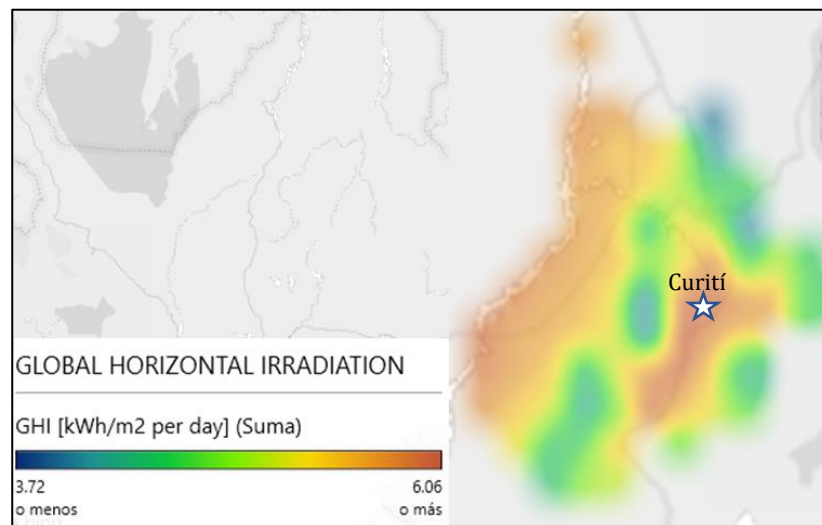 Curití
GLOBAL HORIZONTAL IRRADIATION
GHI [kWh/m2 per day] (Suma)
3.72 6.06
o menos o más